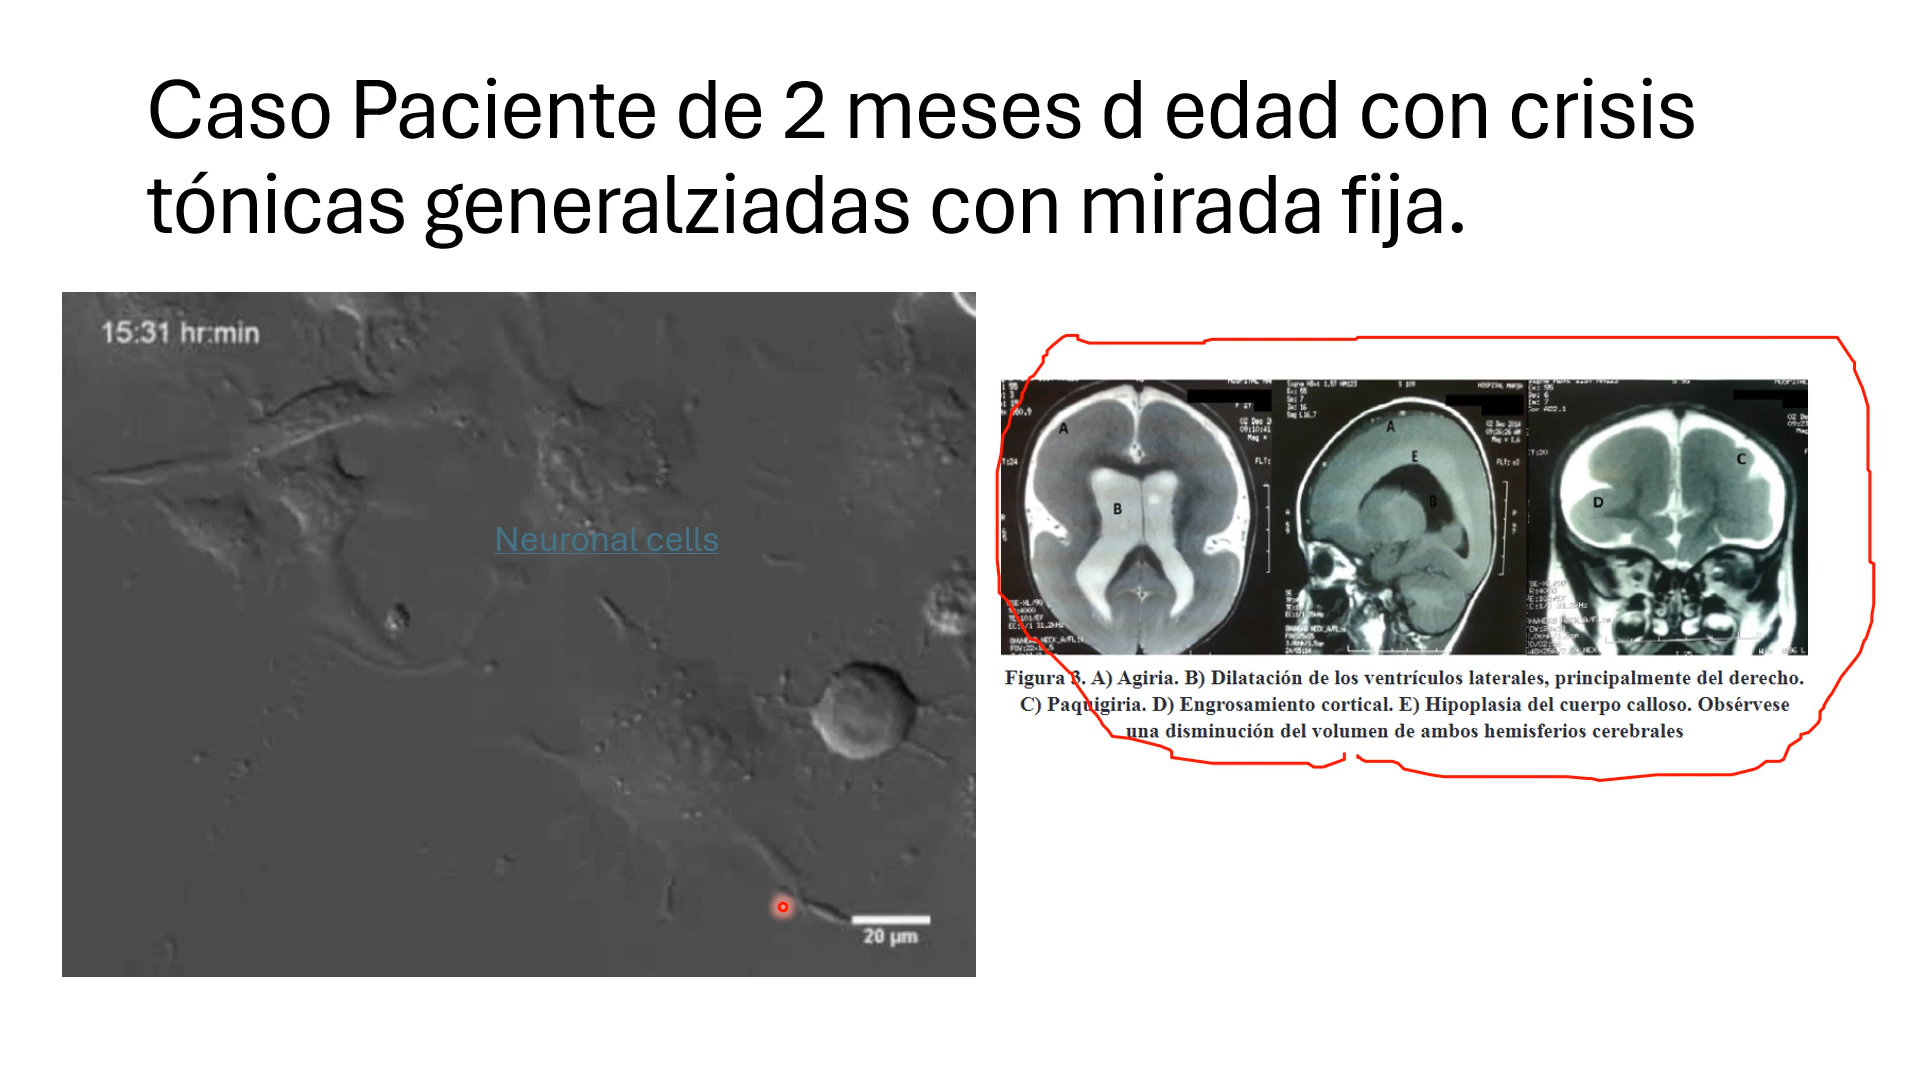 Caso Paciente de 2 meses d edad con crisis
tónicas generalziadas con mirada fija.
15:31 hr:min
Neuronal cells
20 µm
A
B
A
E
B
C
D
Figura 3. A) Agiria. B) Dilatación de los ventrículos laterales, principalmente del derecho.
C) Paquigiria. D) Engrosamiento cortical. E) Hipoplasia del cuerpo calloso. Obsérvese
una disminución del volumen de ambos hemisferios cerebrales